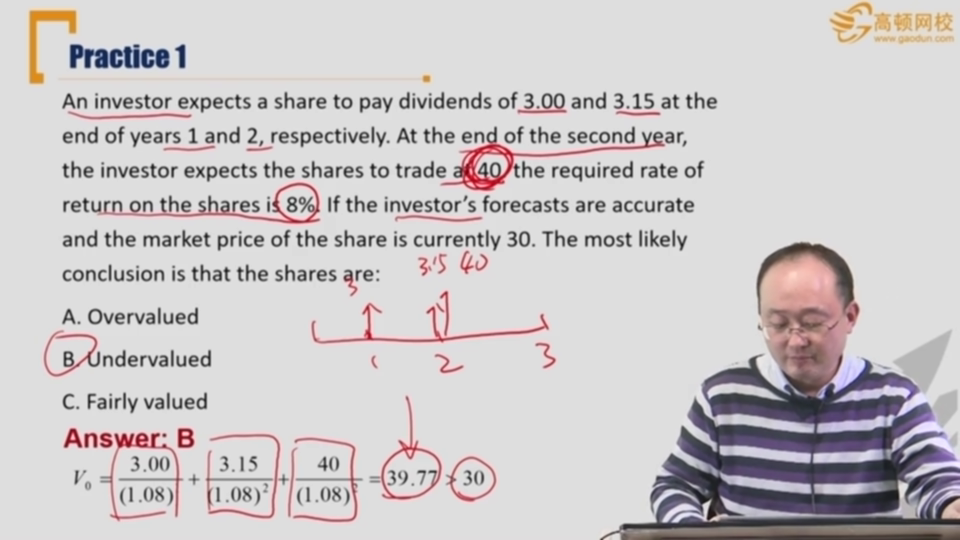 高顿网校
www.gaodun.com
Practice 1
An investor expects a share to pay dividends of 3.00 and 3.15 at the
end of years 1 and 2, respectively. At the end of the second year,
the investor expects the shares to trade at 40 the required rate of
return on the shares is 8%. If the investor's forecasts are accurate
and the market price of the share is currently 30. The most likely
conclusion is that the shares are:
3 3.15 40
A. Overvalued
1 2 3
B. Undervalued
C. Fairly valued
Answer: B
V₀ = 3.00/(1.08) + 3.15/(1.08)² + 40/(1.08)² = 39.77 > 30